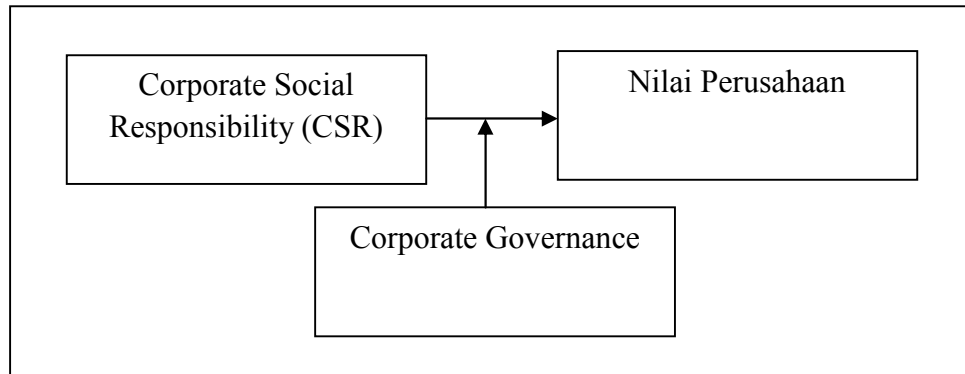 Corporate Social
Responsibility (CSR)
Nilai Perusahaan
Corporate Governance